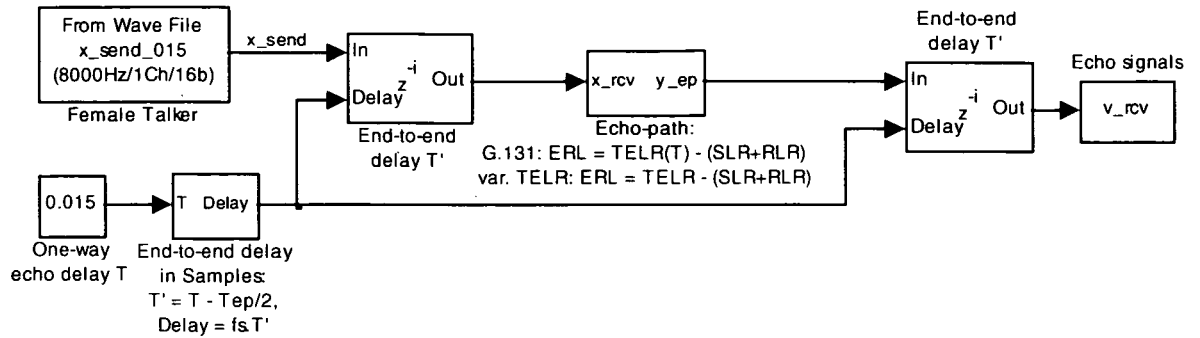 From Wave File
x_send_015
(8000Hz/1Ch/16b)
Female Talker
x_send
In
Delay
z
-i
Out
End-to-end
delay T'
x_rcv y_ep
Echo-path:
G.131: ERL = TELR(T) - (SLR+RLR)
var. TELR: ERL = TELR - (SLR+RLR)
End-to-end
delay T'
In
Delay
z
-i
Out
Echo signals
v_rcv
0.015
One-way
echo delay T
T Delay
End-to-end delay
in Samples:
T' = T - Tep/2,
Delay = fs.T'